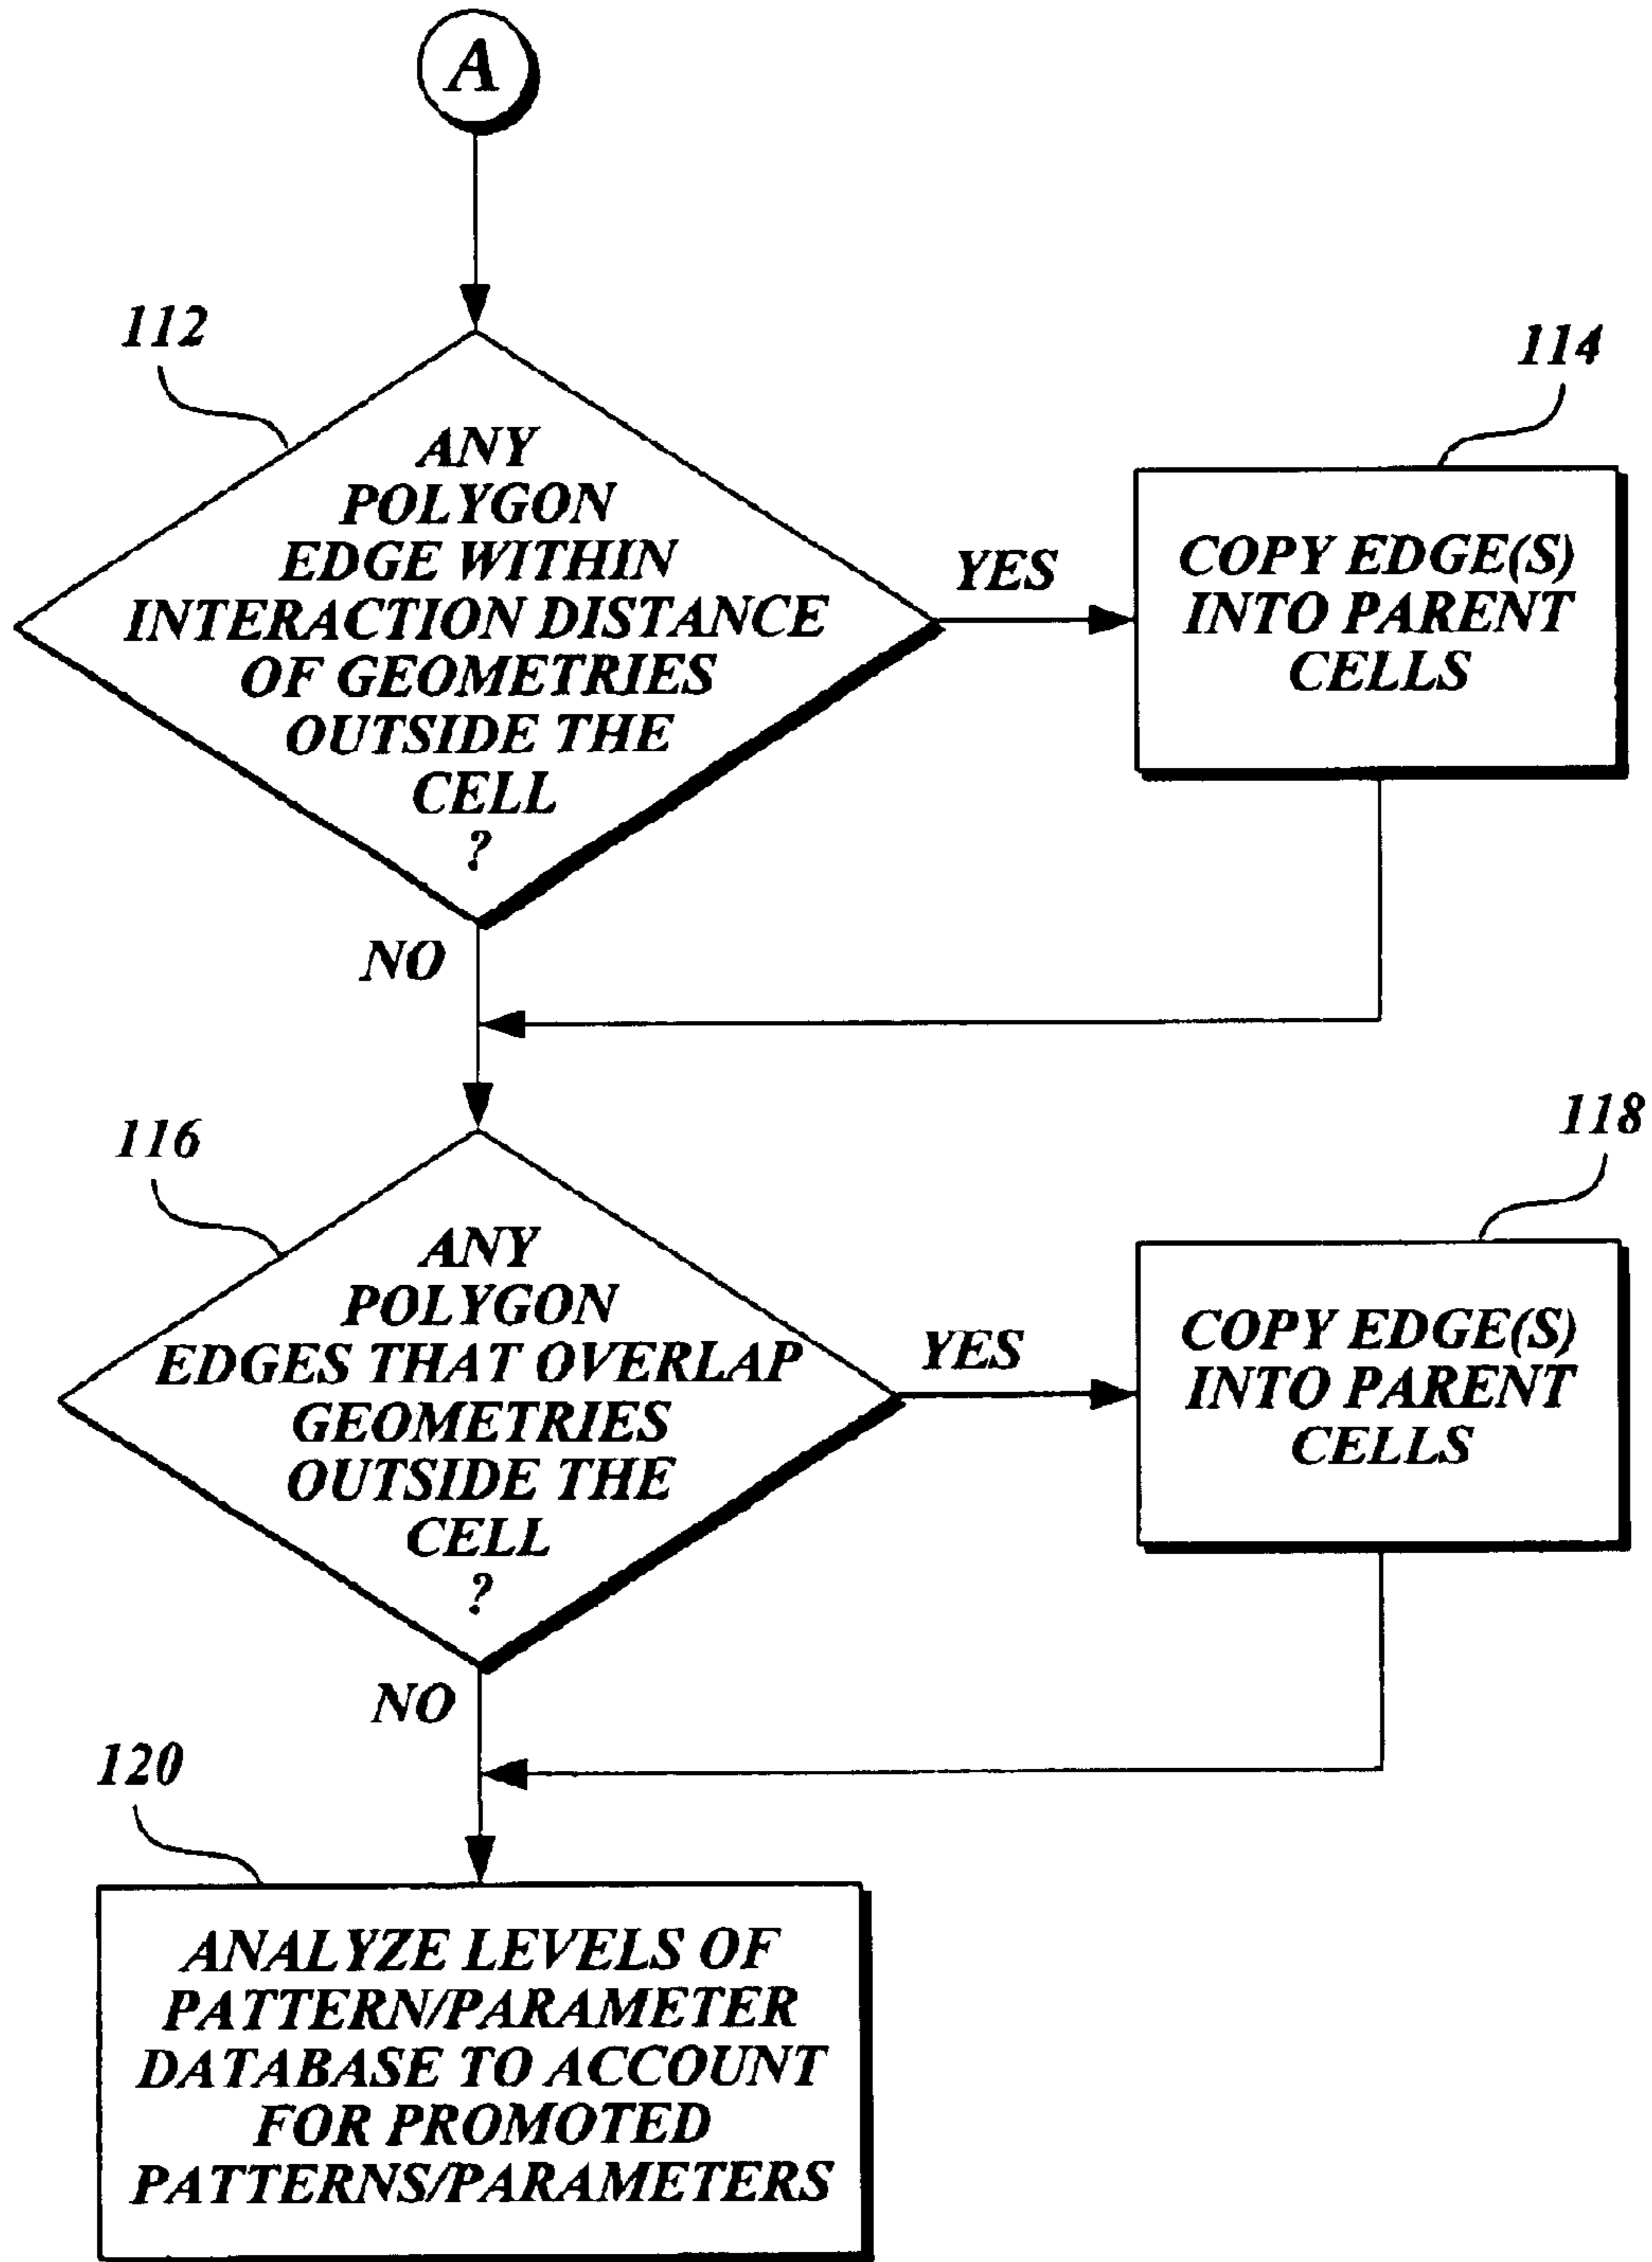 A
112
ANY
POLYGON
EDGE WITHIN
INTERACTION DISTANCE
OF GEOMETRIES
OUTSIDE THE
CELL
?
YES
114
COPY EDGE(S)
INTO PARENT
CELLS
NO
116
ANY
POLYGON
EDGES THAT OVERLAP
GEOMETRIES
OUTSIDE THE
CELL
?
YES
118
COPY EDGE(S)
INTO PARENT
CELLS
NO
120
ANALYZE LEVELS OF
PATTERN/PARAMETER
DATABASE TO ACCOUNT
FOR PROMOTED
PATTERNS/PARAMETERS